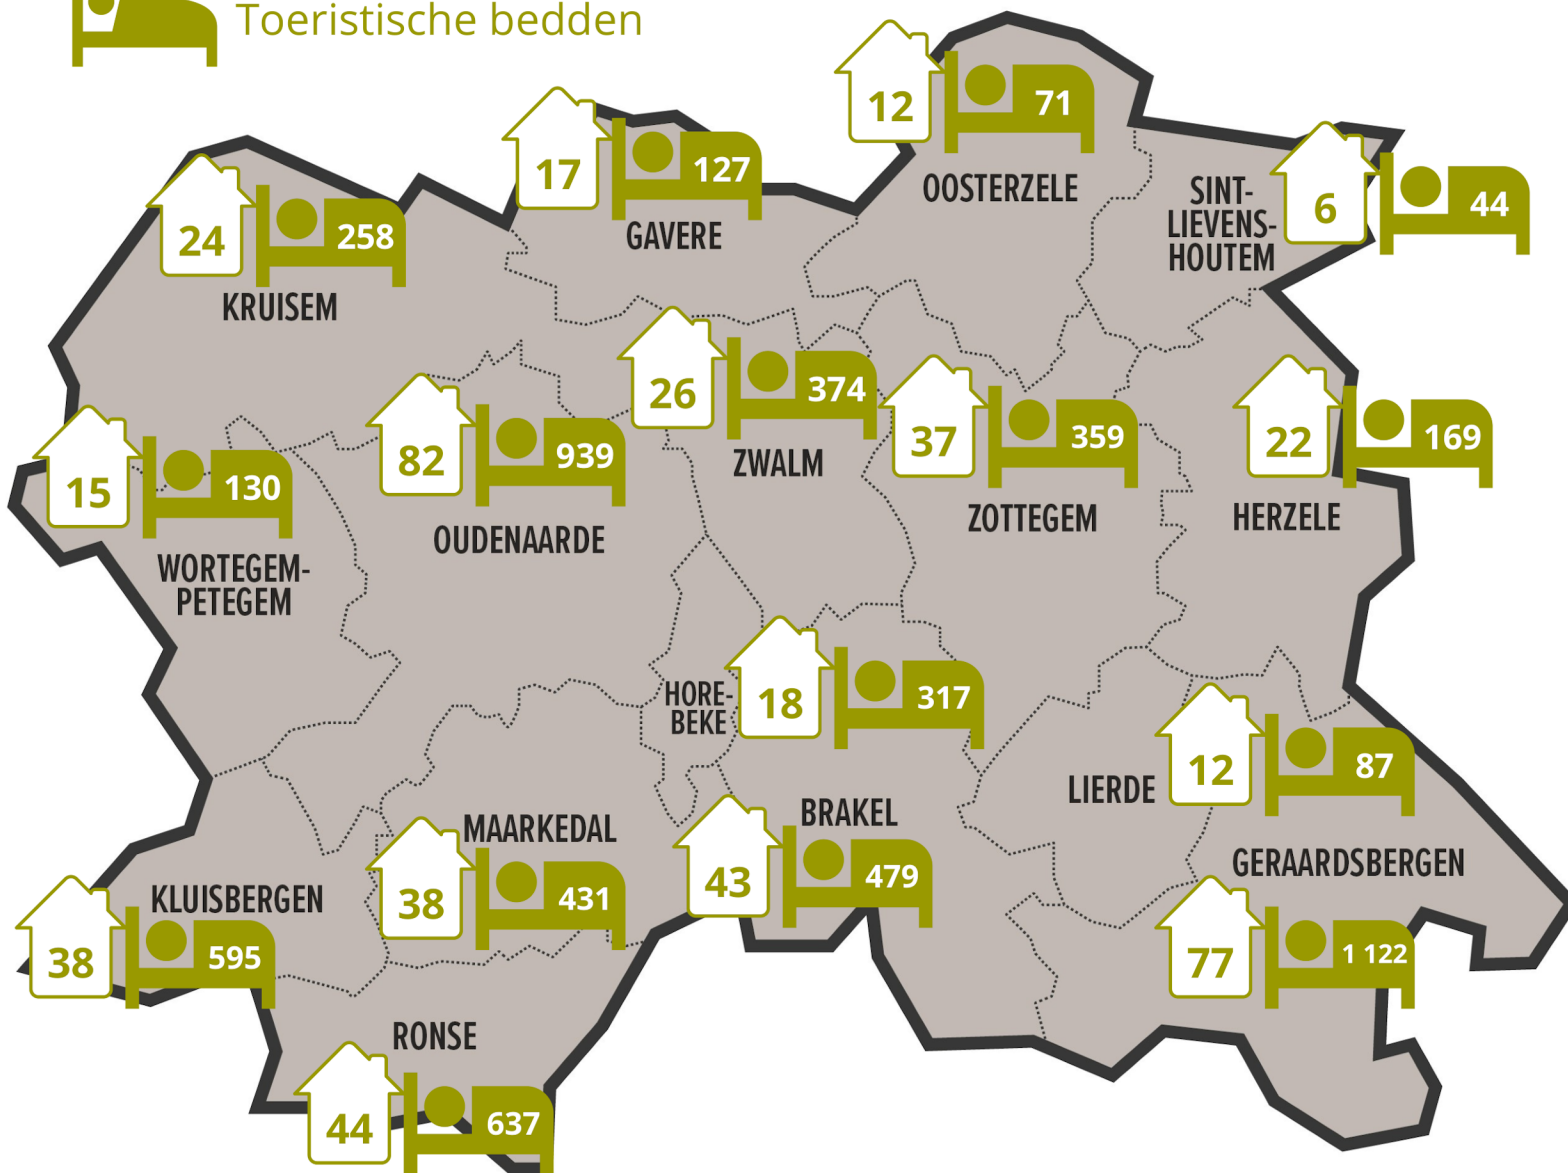 Toeristische bedden
12
71
OOSTERZELE
17
127
GAVERE
6
44
SINT-
LIEVENS-
HOUTEM
24
258
KRUISEM
26
374
ZWALM
37
359
ZOTTEGEM
22
169
HERZELE
82
939
OUDENAARDE
15
130
WORTEGEM-
PETEGEM
HORE-
BEKE
18
317
LIERDE
12
87
MAARKEDAL
38
431
BRAKEL
43
479
GERAARDSBERGEN
77
1 122
KLUISBERGEN
38
595
RONSE
44
637